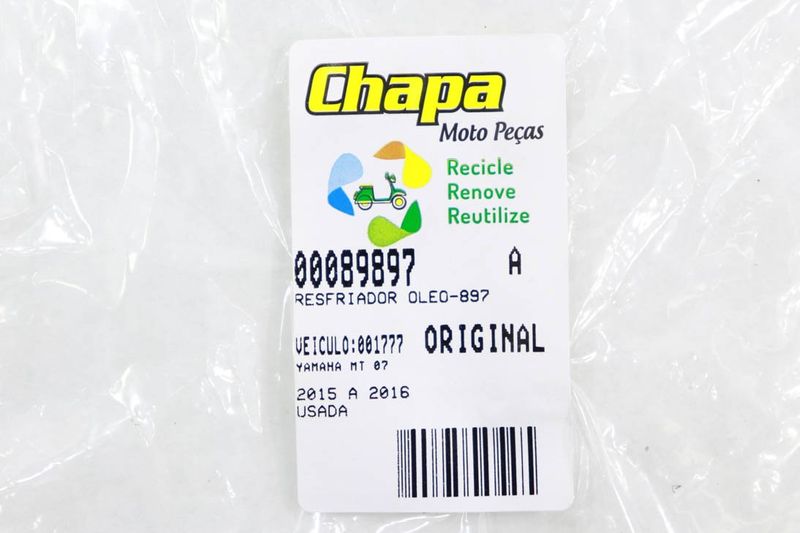 Chapa
Moto Peças
Recicle
Renove
Reutilize
00089897 A
RESFRIADOR OLEO-897
VEICULO:001777 ORIGINAL
YAMAHA MT 07
2015 A 2016
USADA